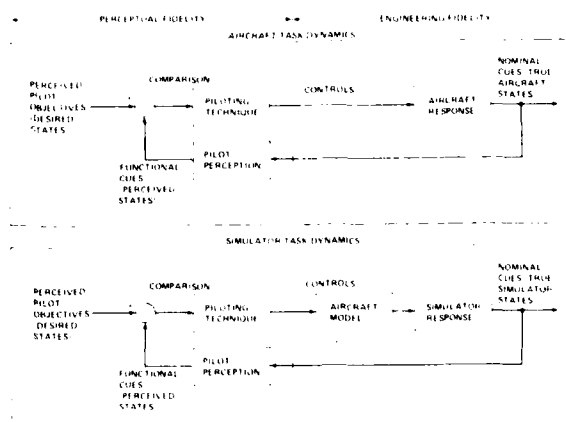 PERCEPTUAL FIDELITY ENGINEERING FIDELITY
AIRCRAFT TASK DYNAMICS
NOMINAL
CUES TRUE
AIRCRAFT
STATES
PERCEIVED
PILOT
OBJECTIVES
DESIRED
STATES
COMPARISON
PILOTING
TECHNIQUE
CONTROLS
AIRCRAFT
RESPONSE
FUNCTIONAL
CUES
PERCEIVED
STATES
PILOT
PERCEPTION
SIMULATOR TASK DYNAMICS
NOMINAL
CUES TRUE
SIMULATOR
STATES
PERCEIVED
PILOT
OBJECTIVES
DESIRED
STATES
COMPARISON
PILOTING
TECHNIQUE
CONTROLS
AIRCRAFT
MODEL
SIMULATOR
RESPONSE
FUNCTIONAL
CUES
PERCEIVED
STATES
PILOT
PERCEPTION